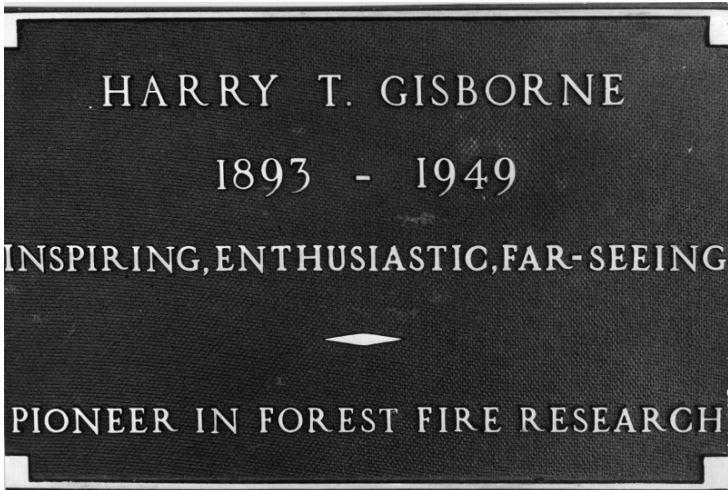 HARRY T. GISBORNE
1893 - 1949
INSPIRING, ENTHUSIASTIC, FAR-SEEING
PIONEER IN FOREST FIRE RESEARCH